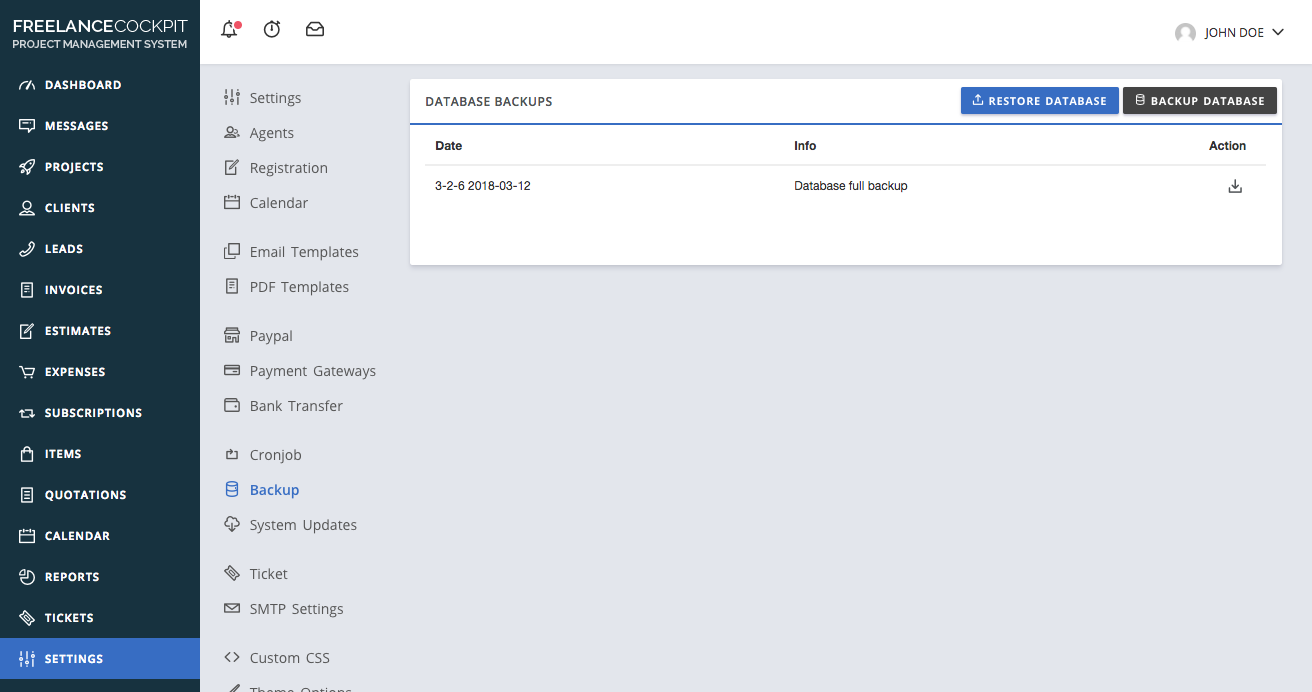 FREELANCECOCKPIT
PROJECT MANAGEMENT SYSTEM
DASHBOARD
MESSAGES
PROJECTS
CLIENTS
LEADS
INVOICES
ESTIMATES
EXPENSES
SUBSCRIPTIONS
ITEMS
QUOTATIONS
CALENDAR
REPORTS
TICKETS
SETTINGS
JOHN DOE
Settings
Agents
Registration
Calendar
Email Templates
PDF Templates
Paypal
Payment Gateways
Bank Transfer
Cronjob
Backup
System Updates
Ticket
SMTP Settings
Custom CSS
Theme Options
DATABASE BACKUPS
RESTORE DATABASE
BACKUP DATABASE
Date Info Action
3-2-6 2018-03-12 Database full backup